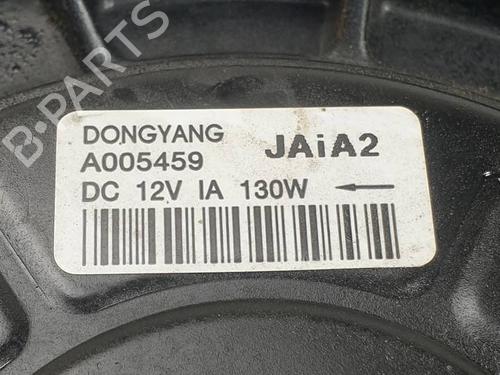 B-PARTS
DONGYANG
A005459
JAiA2
DC 12V IA 130W